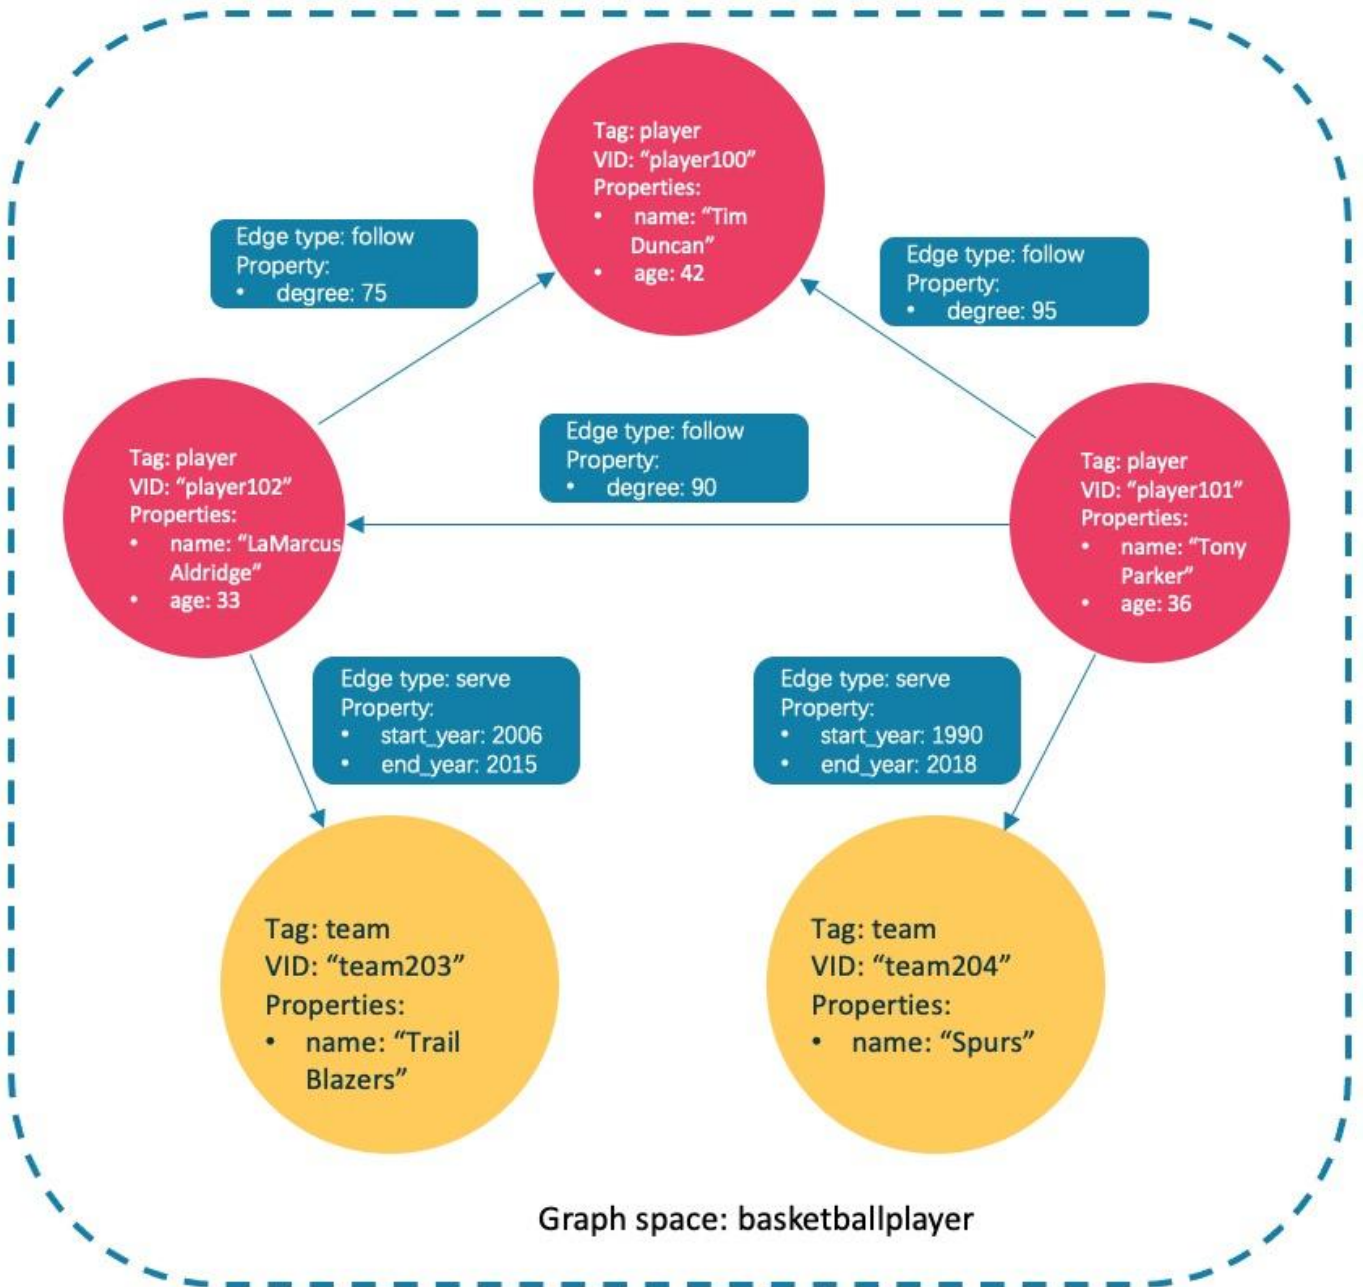 Tag: player
VID: “player100”
Properties:
• name: “Tim
Duncan”
• age: 42
Edge type: follow
Property:
• degree: 75
Edge type: follow
Property:
• degree: 95
Edge type: follow
Property:
• degree: 90
Tag: player
VID: “player102”
Properties:
• name: “LaMarcus
Aldridge”
• age: 33
Tag: player
VID: “player101”
Properties:
• name: “Tony
Parker”
• age: 36
Edge type: serve
Property:
• start_year: 2006
• end_year: 2015
Edge type: serve
Property:
• start_year: 1990
• end_year: 2018
Tag: team
VID: “team203”
Properties:
• name: “Trail
Blazers”
Tag: team
VID: “team204”
Properties:
• name: “Spurs”
Graph space: basketballplayer